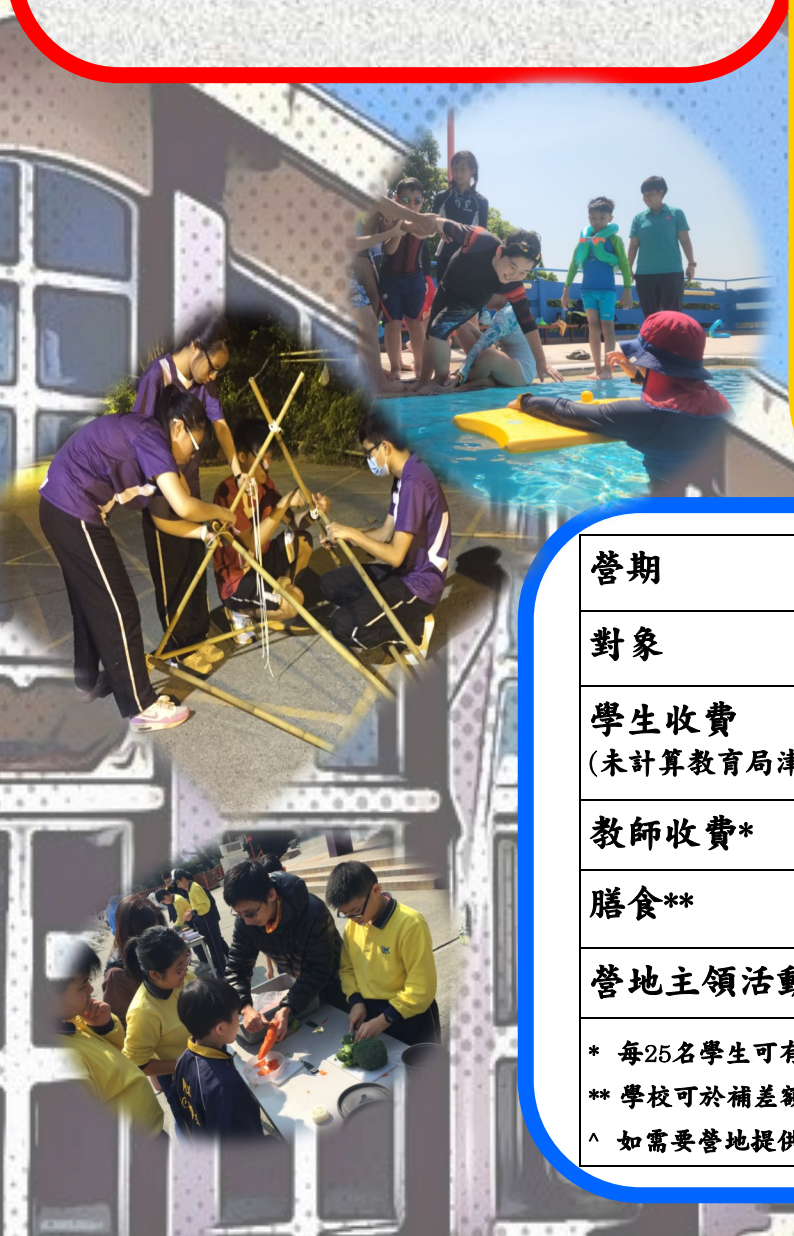 營期
對象
學生收費
(未計算教育局津
教師收費*
膳食**
營地主領活動
* 每25名學生可有
** 學校可於補差額
^ 如需要營地提供